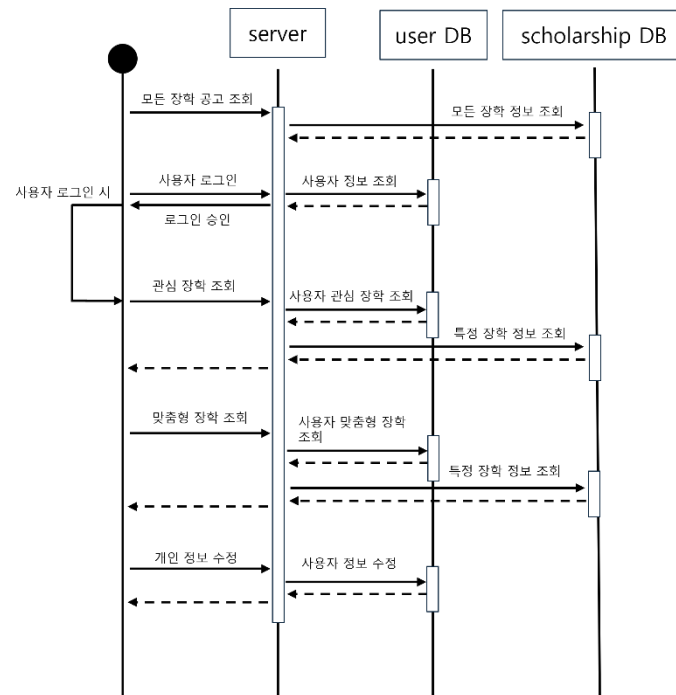 server
user DB
scholarship DB
모든 장학 공고 조회
모든 장학 정보 조회
사용자 로그인 시
사용자 로그인
사용자 정보 조회
로그인 승인
관심 장학 조회
사용자 관심 장학 조회
특정 장학 정보 조회
맞춤형 장학 조회
사용자 맞춤형 장학
조회
특정 장학 정보 조회
개인 정보 수정
사용자 정보 수정